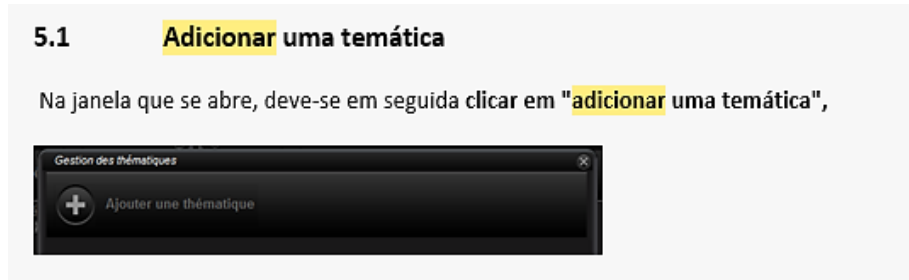 5.1 Adicionar uma temática
Na janela que se abre, deve-se em seguida clicar em "adicionar uma temática",
Gestion des thématiques
Ajouter une thématique